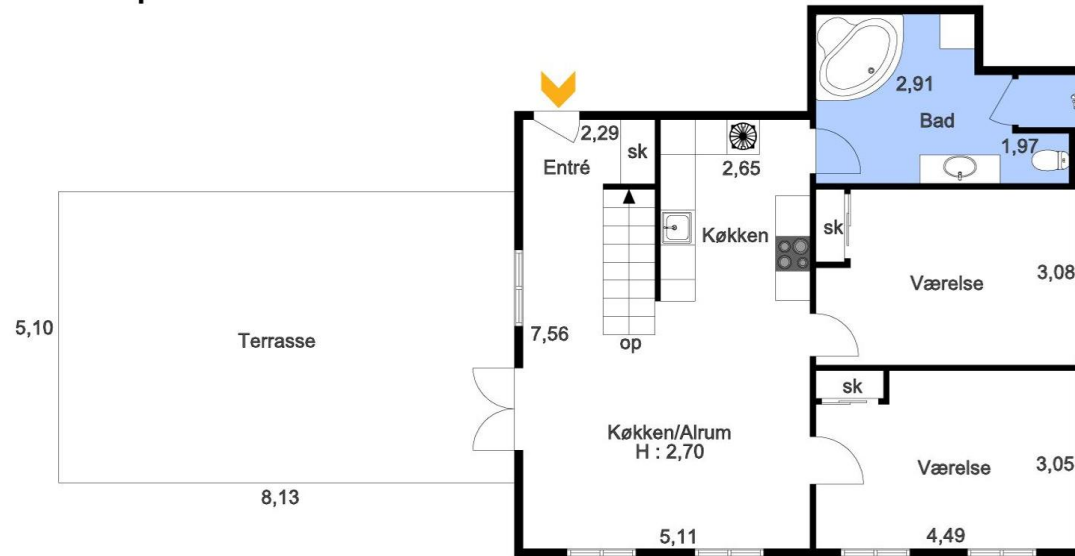 2,91
Bad
1,97
2,29
sk
Entré
2,65
Køkken
sk
Værelse
3,08
5,10
Terrasse
7,56
op
sk
Køkken/Alrum
H : 2,70
Værelse
3,05
8,13
5,11
4,49